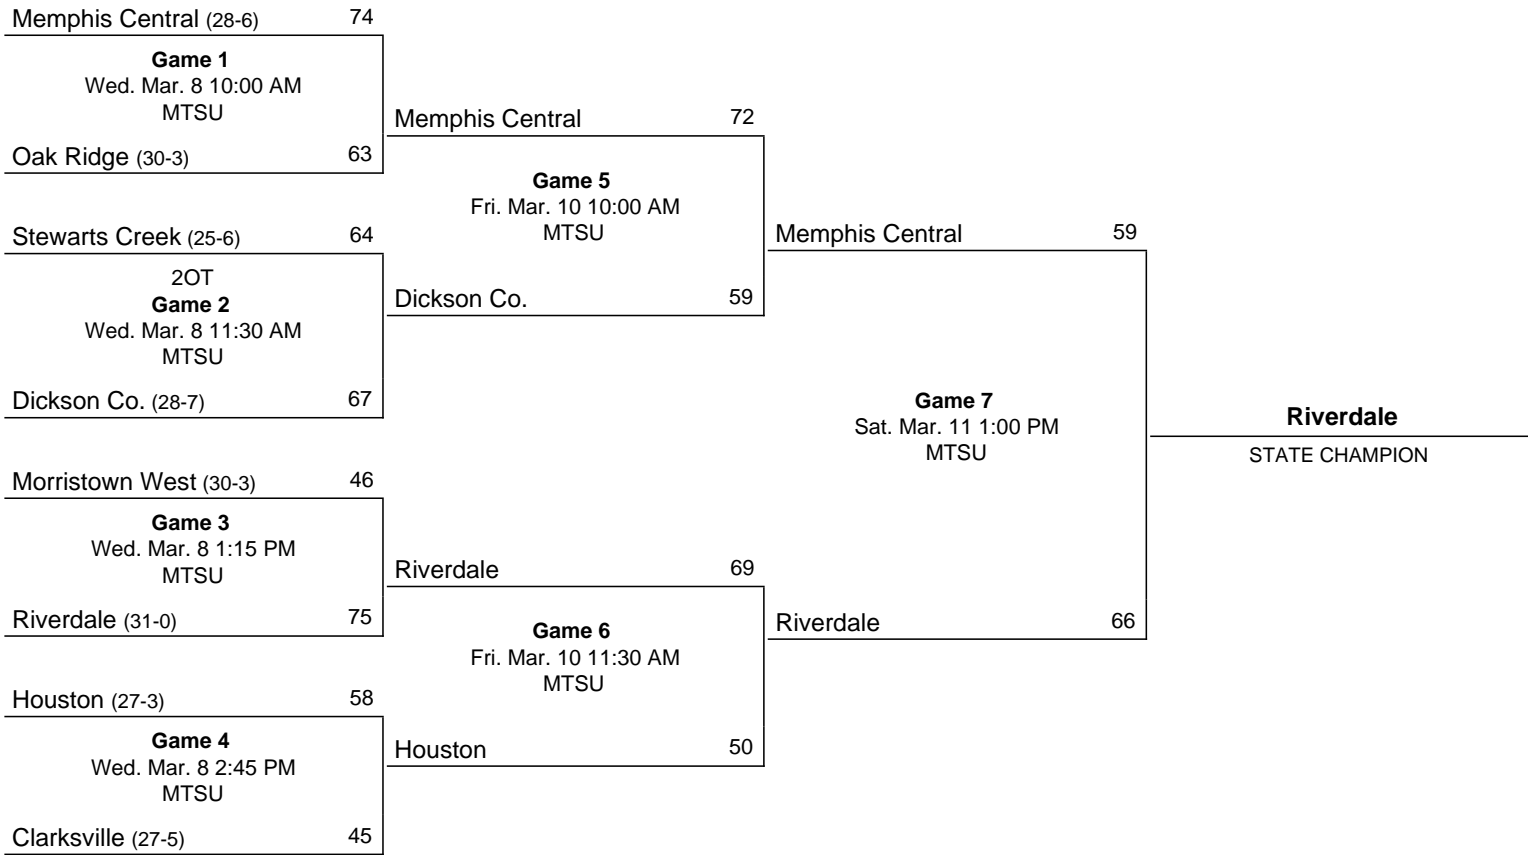 Memphis Central (28-6) 74
Game 1
Wed. Mar. 8 10:00 AM
MTSU
Oak Ridge (30-3) 63
Stewarts Creek (25-6) 64
2OT
Game 2
Wed. Mar. 8 11:30 AM
MTSU
Dickson Co. (28-7) 67
Morristown West (30-3) 46
Game 3
Wed. Mar. 8 1:15 PM
MTSU
Riverdale (31-0) 75
Houston (27-3) 58
Game 4
Wed. Mar. 8 2:45 PM
MTSU
Clarksville (27-5) 45
Memphis Central 72
Game 5
Fri. Mar. 10 10:00 AM
MTSU
Dickson Co. 59
Riverdale 69
Game 6
Fri. Mar. 10 11:30 AM
MTSU
Houston 50
Memphis Central 59
Game 7
Sat. Mar. 11 1:00 PM
MTSU
Riverdale 66
Riverdale
STATE CHAMPION